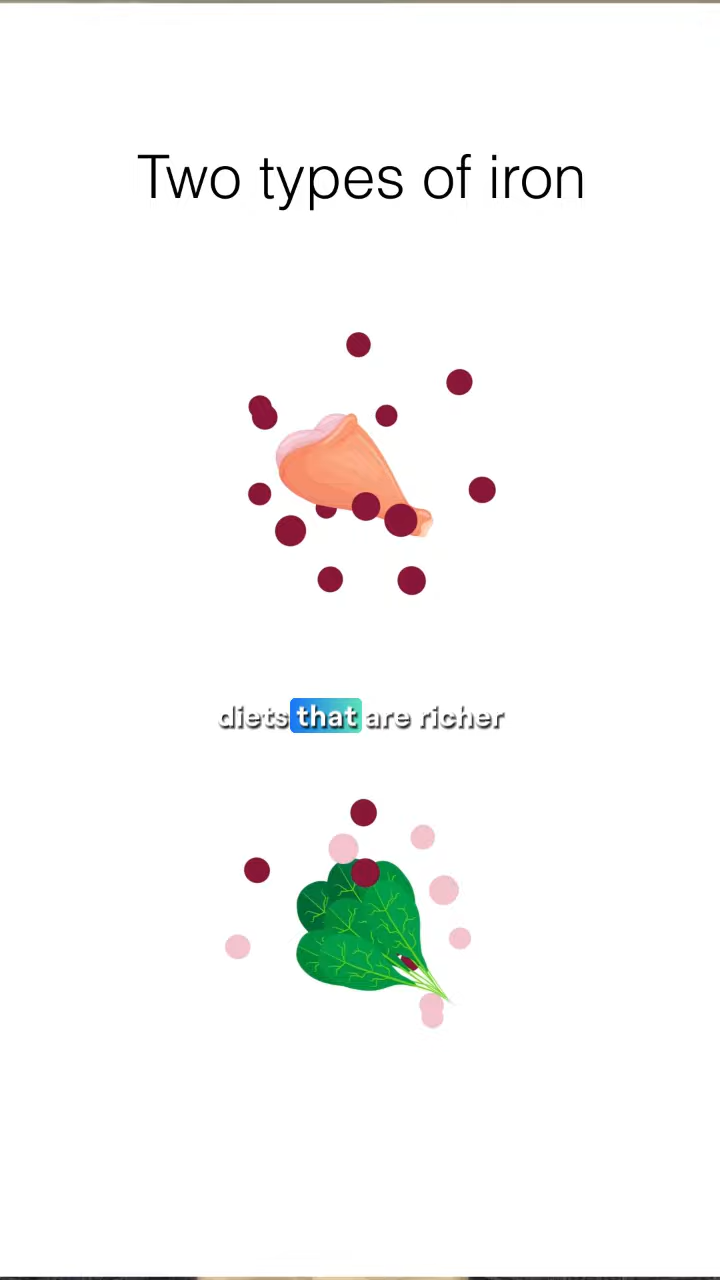 Two types of iron
diets that are richer